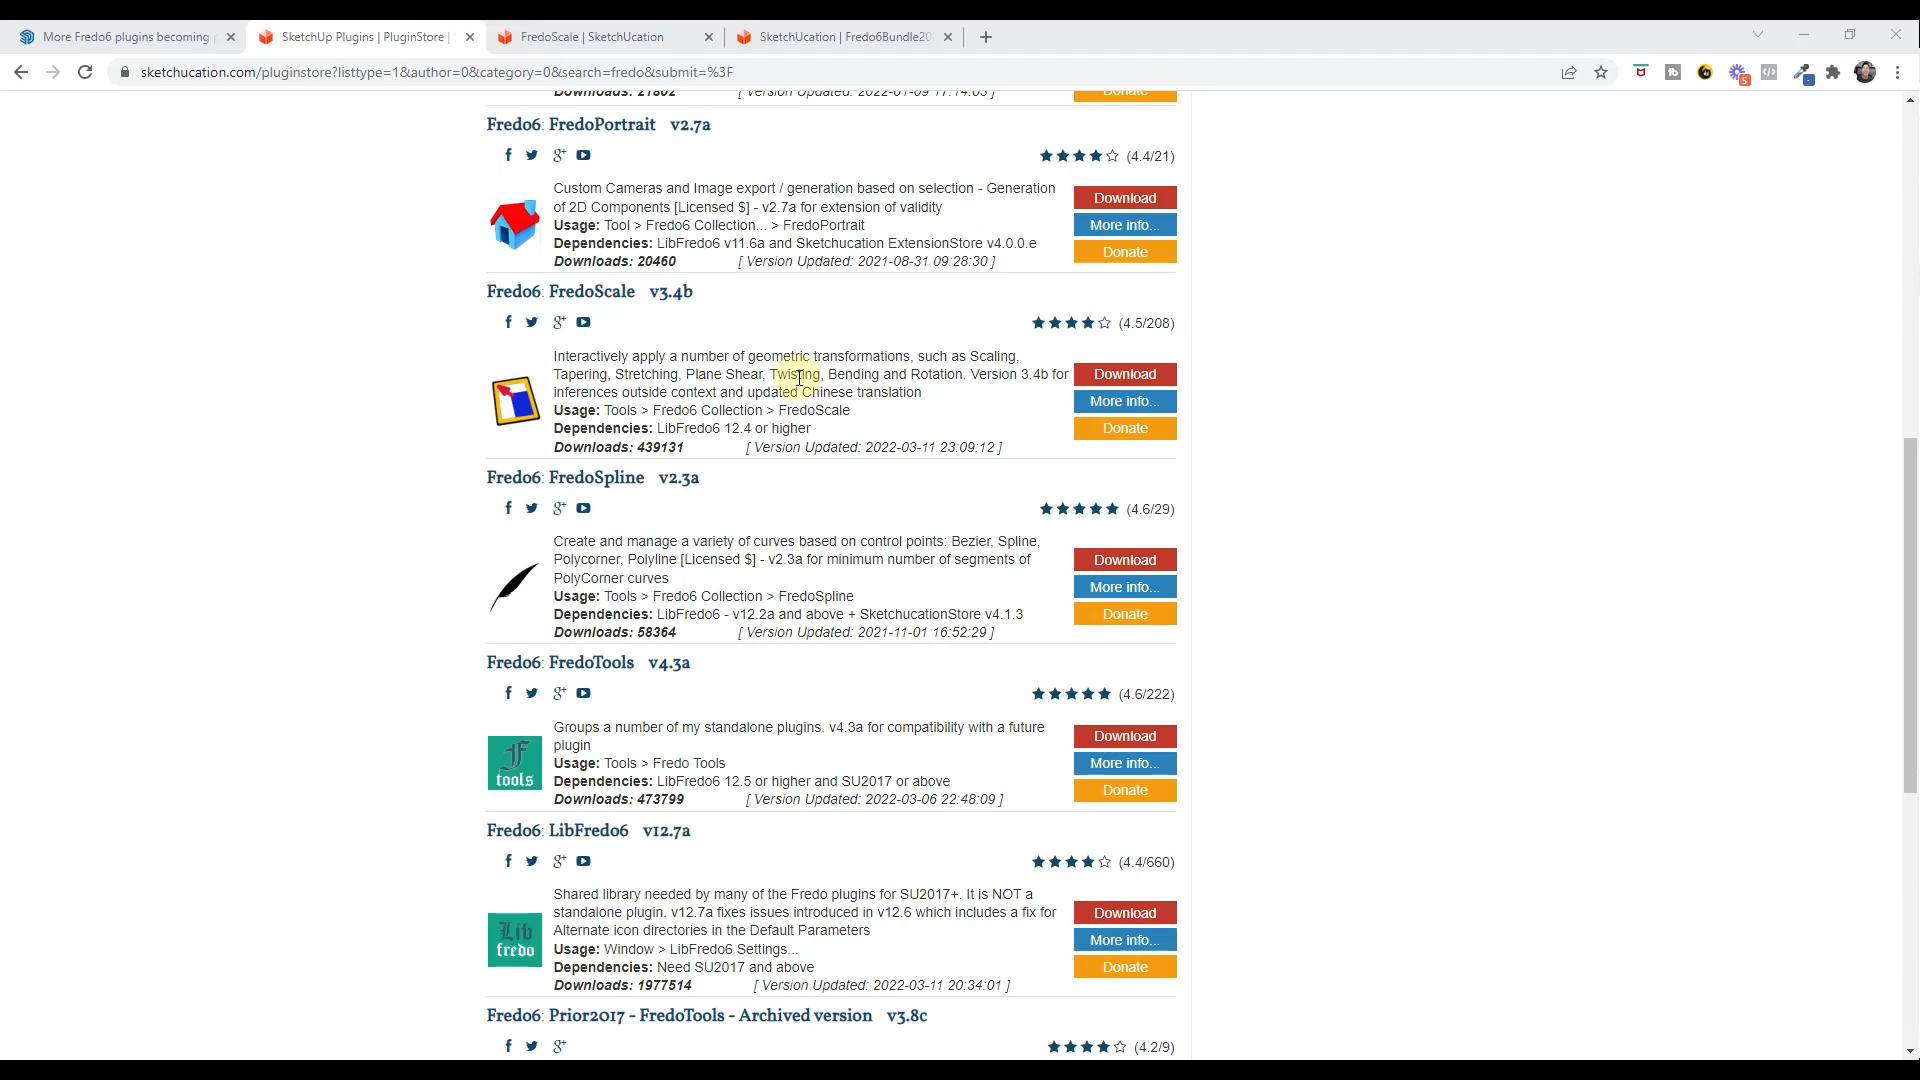 More Fredo6 plugins becoming
SketchUp Plugins | PluginStore |
FredoScale | SketchUcation
SketchUcation | Fredo6Bundle20
sketchucation.com/pluginstore?listtype=1&author=0&category=0&search=fredo&submit=%3F
5
Downloads: 21802 [ Version Updated: 2022-01-09 17:14:03 ]
Donate
Fredo6: FredoPortrait v2.7a
(4.4/21)
Custom Cameras and Image export / generation based on selection - Generation
of 2D Components [Licensed $] - v2.7a for extension of validity
Usage: Tool > Fredo6 Collection... > FredoPortrait
Dependencies: LibFredo6 v11.6a and Sketchucation ExtensionStore v4.0.0.e
Downloads: 20460 [ Version Updated: 2021-08-31 09:28:30 ]
Download
More info...
Donate
Fredo6: FredoScale v3.4b
(4.5/208)
Interactively apply a number of geometric transformations, such as Scaling,
Tapering, Stretching, Plane Shear, Twisting, Bending and Rotation. Version 3.4b for
inferences outside context and updated Chinese translation
Usage: Tools > Fredo6 Collection > FredoScale
Dependencies: LibFredo6 12.4 or higher
Downloads: 439131 [ Version Updated: 2022-03-11 23:09:12 ]
Download
More info...
Donate
Fredo6: FredoSpline v2.3a
(4.6/29)
Create and manage a variety of curves based on control points: Bezier, Spline,
Polycorner, Polyline [Licensed $] - v2.3a for minimum number of segments of
PolyCorner curves
Usage: Tools > Fredo6 Collection > FredoSpline
Dependencies: LibFredo6 - v12.2a and above + SketchucationStore v4.1.3
Downloads: 58364 [ Version Updated: 2021-11-01 16:52:29 ]
Download
More info...
Donate
Fredo6: FredoTools v4.3a
(4.6/222)
tools
Groups a number of my standalone plugins. v4.3a for compatibility with a future
plugin
Usage: Tools > Fredo Tools
Dependencies: LibFredo6 12.5 or higher and SU2017 or above
Downloads: 473799 [ Version Updated: 2022-03-06 22:48:09 ]
Download
More info...
Donate
Fredo6: LibFredo6 v12.7a
(4.4/660)
Lib
fredo
Shared library needed by many of the Fredo plugins for SU2017+. It is NOT a
standalone plugin. v12.7a fixes issues introduced in v12.6 which includes a fix for
Alternate icon directories in the Default Parameters
Usage: Window > LibFredo6 Settings...
Dependencies: Need SU2017 and above
Downloads: 1977514 [ Version Updated: 2022-03-11 20:34:01 ]
Download
More info...
Donate
Fredo6: Prior2017 - FredoTools - Archived version v3.8c
(4.2/9)